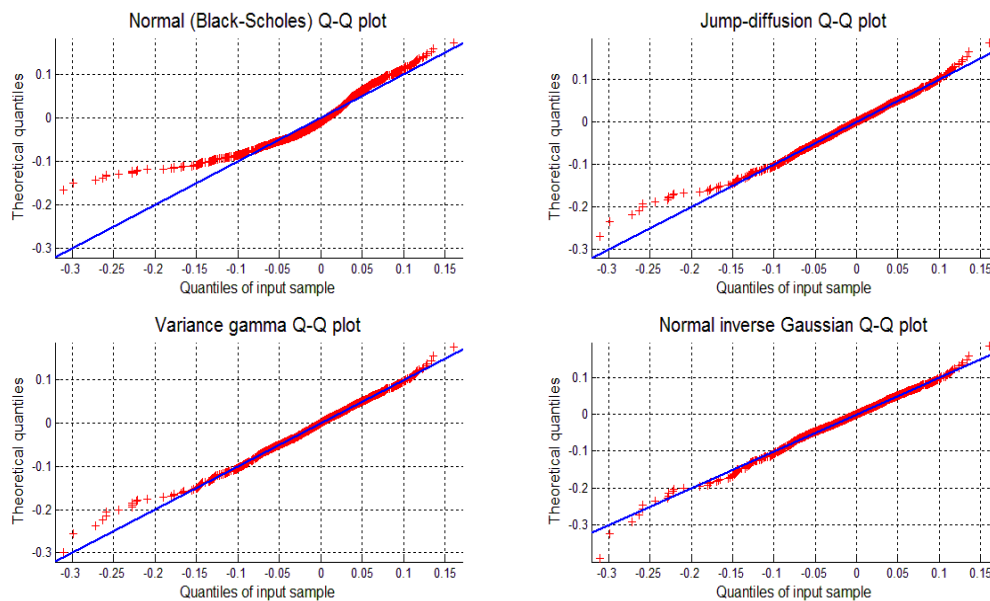 Normal (Black-Scholes) Q-Q plot
Theoretical quantiles
0.1
0
-0.1
-0.2
-0.3
-0.3 -0.25 -0.2 -0.15 -0.1 -0.05 0 0.05 0.1 0.15
Quantiles of input sample
Jump-diffusion Q-Q plot
Theoretical quantiles
0.1
0
-0.1
-0.2
-0.3
-0.3 -0.25 -0.2 -0.15 -0.1 -0.05 0 0.05 0.1 0.15
Quantiles of input sample
Variance gamma Q-Q plot
Theoretical quantiles
0.1
0
-0.1
-0.2
-0.3
-0.3 -0.25 -0.2 -0.15 -0.1 -0.05 0 0.05 0.1 0.15
Quantiles of input sample
Normal inverse Gaussian Q-Q plot
Theoretical quantiles
0.1
0
-0.1
-0.2
-0.3
-0.3 -0.25 -0.2 -0.15 -0.1 -0.05 0 0.05 0.1 0.15
Quantiles of input sample